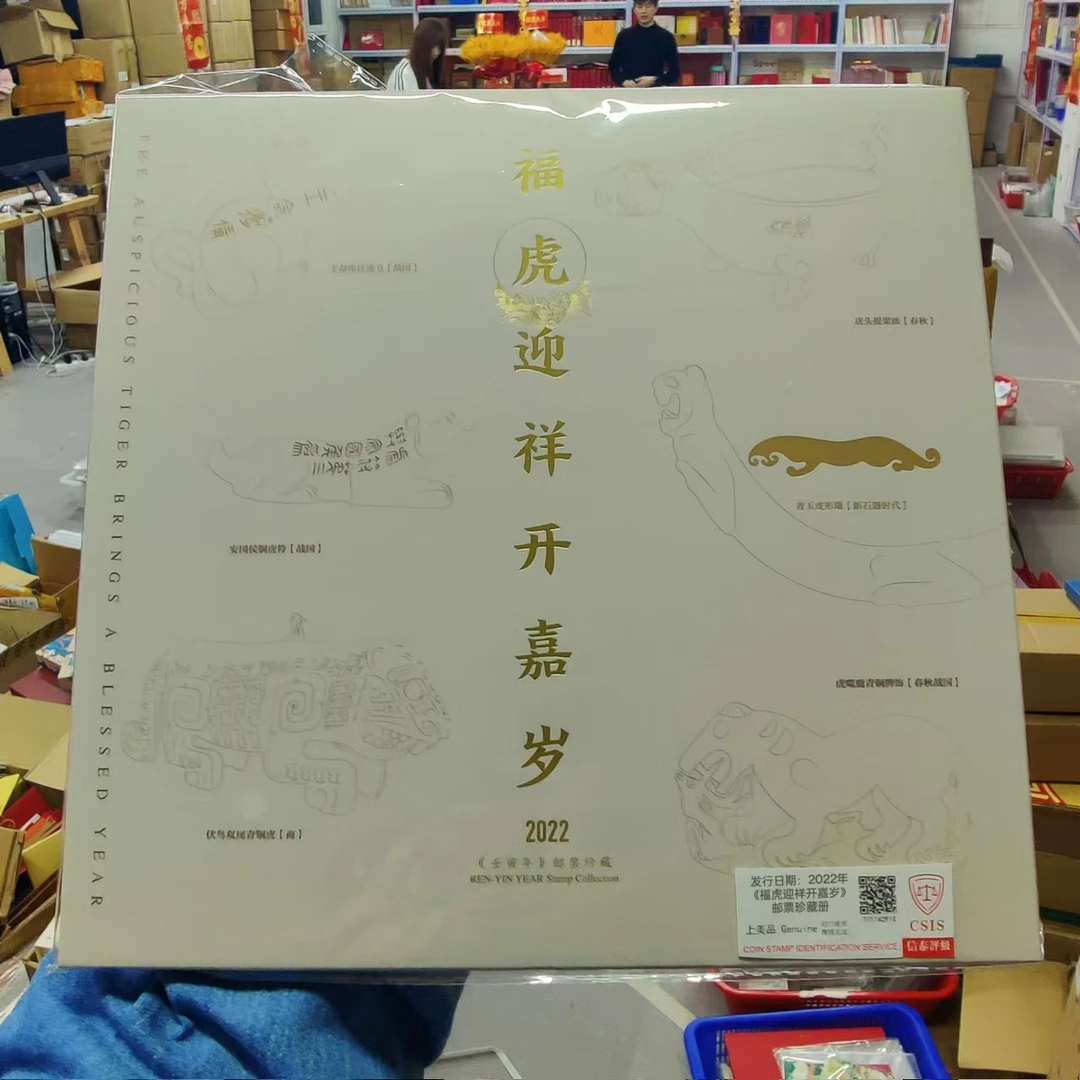 THE AUSPICIOUS TIGER BRINGS A BLESSED YEAR
福虎迎祥开嘉岁
2022
《壬寅年》邮票珍藏
REN-YIN YEAR Stamp Collection
虎头提梁匜【春秋】
安国侯铜虎符【战国】
青玉虎形璜【新石器时代】
虎噬鹿青铜牌饰【春秋战国】
伏鸟双尾青铜虎【商】
发行日期：2022年
《福虎迎祥开嘉岁》
邮票珍藏册
上美品 Genuine
COIN STAMP IDENTIFICATION SERVICE
CSIS
信泰評級